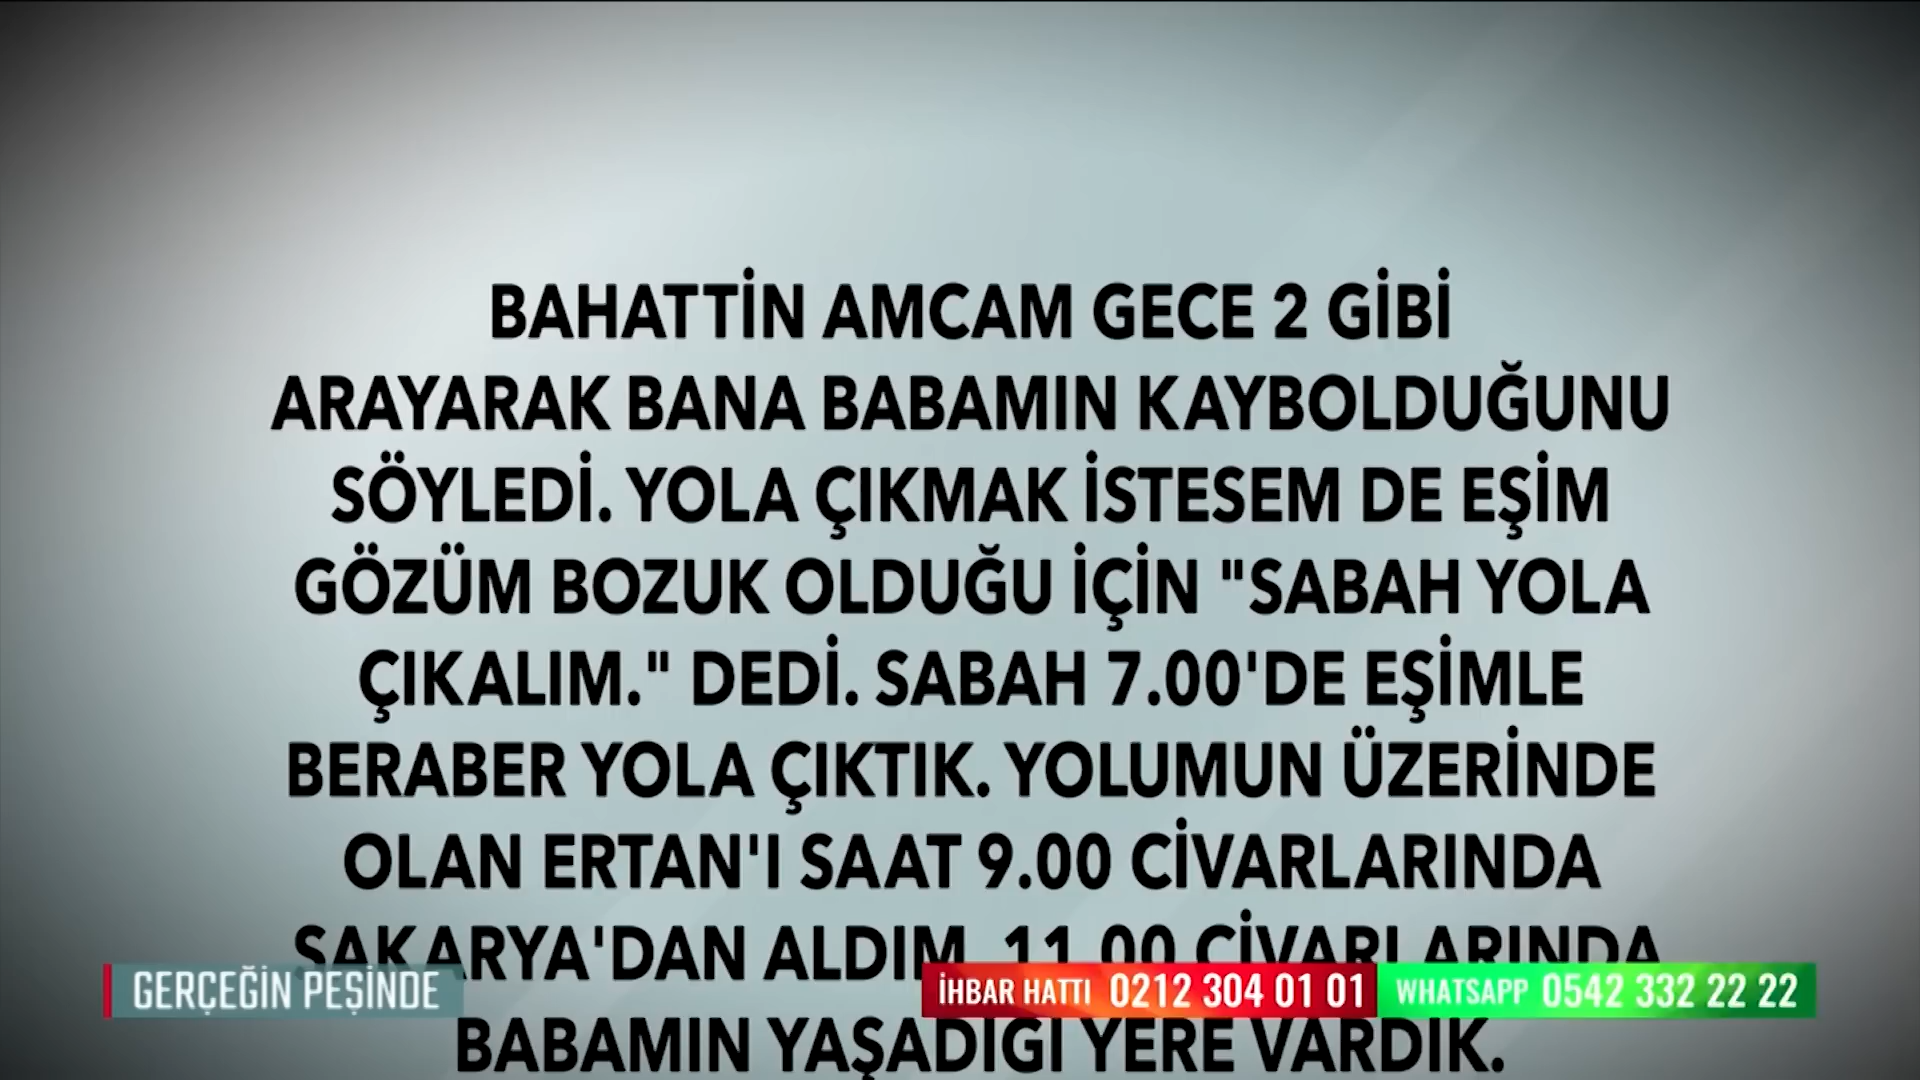 BAHATTİN AMCAM GECE 2 GİBİ
ARAYARAK BANA BABAMIN KAYBOLDUĞUNU
SÖYLEDİ. YOLA ÇIKMAK İSTESEM DE EŞİM
GÖZÜM BOZUK OLDUĞU İÇİN "SABAH YOLA
ÇIKALIM." DEDİ. SABAH 7.00'DE EŞİMLE
BERABER YOLA ÇIKTIK. YOLUMUN ÜZERİNDE
OLAN ERTAN'I SAAT 9.00 CİVARLARINDA
SAKARYA'DAN ALDIM. 11.00 CİVARLARINDA
GERÇEĞİN PEŞİNDE
İHBAR HATTI 0212 304 01 01 WHATSAPP 0542 332 22 22
BABAMIN YAŞADIĞI YERE VARDIK.